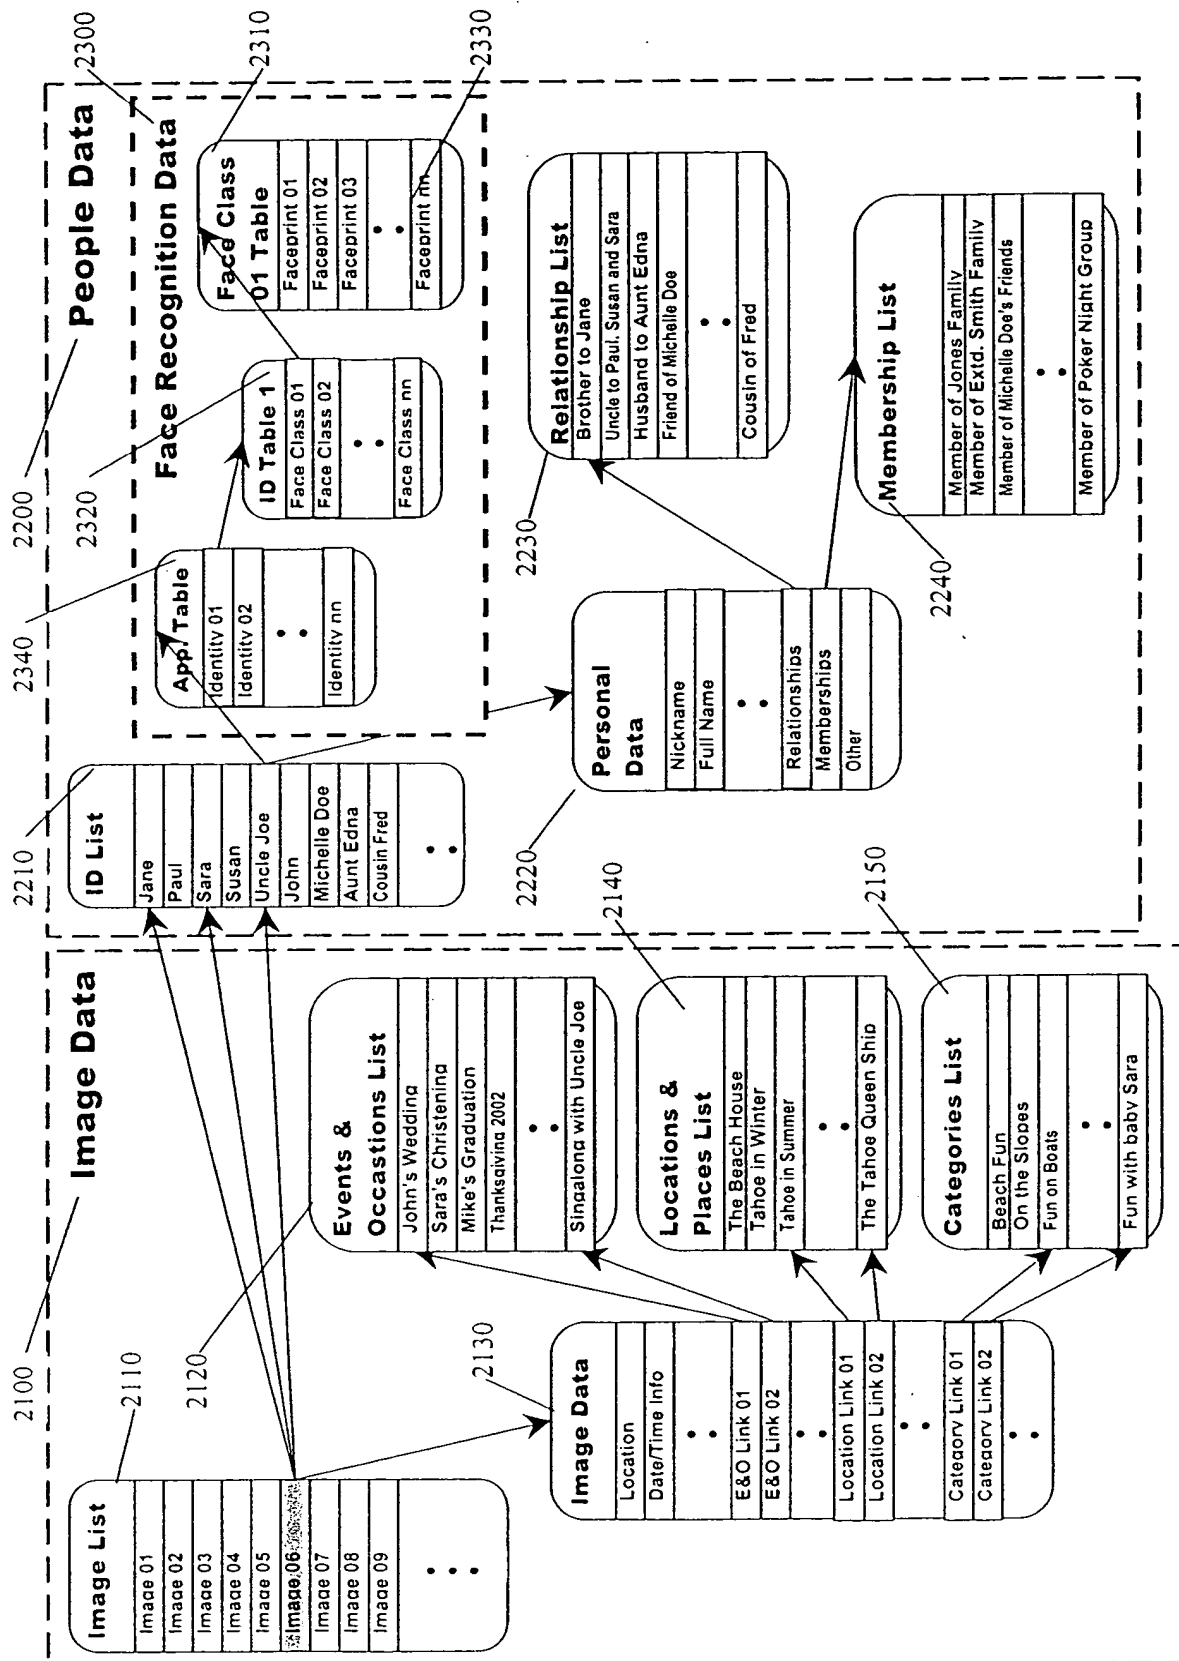 2100
Image Data
2110
Image List
Image 01
Image 02
Image 03
Image 04
Image 05
Image 06
Image 07
Image 08
Image 09
2120
Events &
Occastions List
John's Wedding
Sara's Christening
Mike's Graduation
Thanksgiving 2002
Singalong with Uncle Joe
2130
Image Data
Location
Date/Time Info
E&O Link 01
E&O Link 02
Location Link 01
Location Link 02
Category Link 01
Category Link 02
2140
Locations &
Places List
The Beach House
Tahoe in Winter
Tahoe in Summer
The Tahoe Queen Ship
2150
Categories List
Beach Fun
On the Slopes
Fun on Boats
Fun with baby Sara
2200
People Data
2210
ID List
Jane
Paul
Sara
Susan
Uncle Joe
John
Michelle Doe
Aunt Edna
Cousin Fred
2300
Face Recognition Data
2340
App. Table
Identity 01
Identity 02
Identity nn
2320
ID Table 1
Face Class 01
Face Class 02
Face Class nn
2310
Face Class
01 Table
Faceprint 01
Faceprint 02
Faceprint 03
Faceprint nn
2330
2220
Personal
Data
Nickname
Full Name
Relationships
Memberships
Other
2230
Relationship List
Brother to Jane
Uncle to Paul, Susan and Sara
Husband to Aunt Edna
Friend of Michelle Doe
Cousin of Fred
2240
Membership List
Member of Jones Family
Member of Extd. Smith Family
Member of Michelle Doe's Friends
Member of Poker Night Group